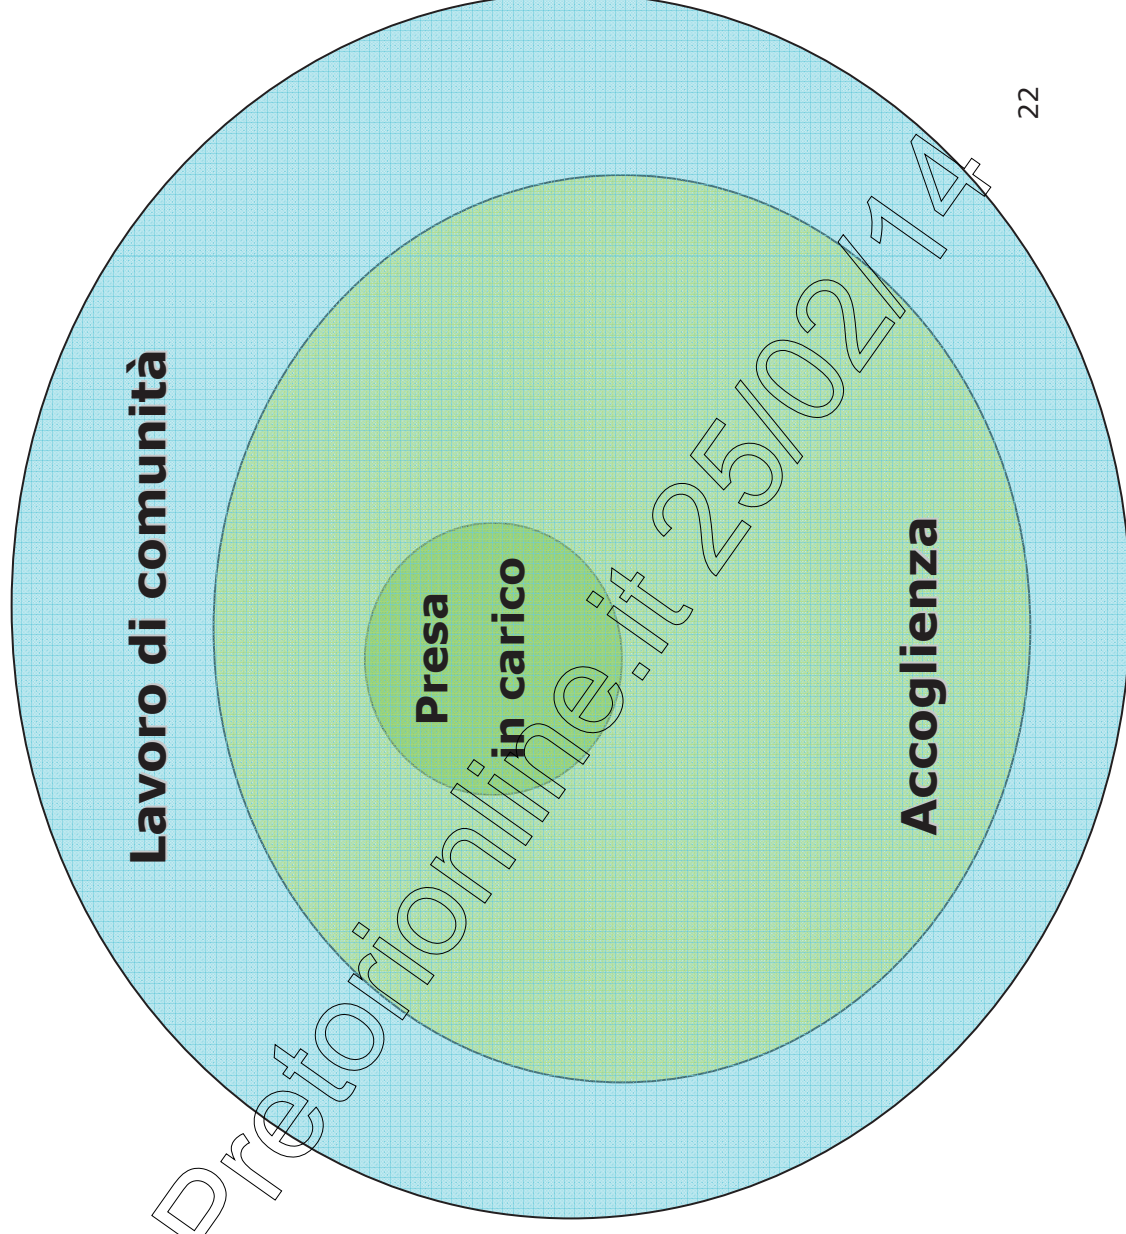 Lavoro di comunità
Presa
in carico
Accoglienza
22
Pretorionline.it 25/02/14